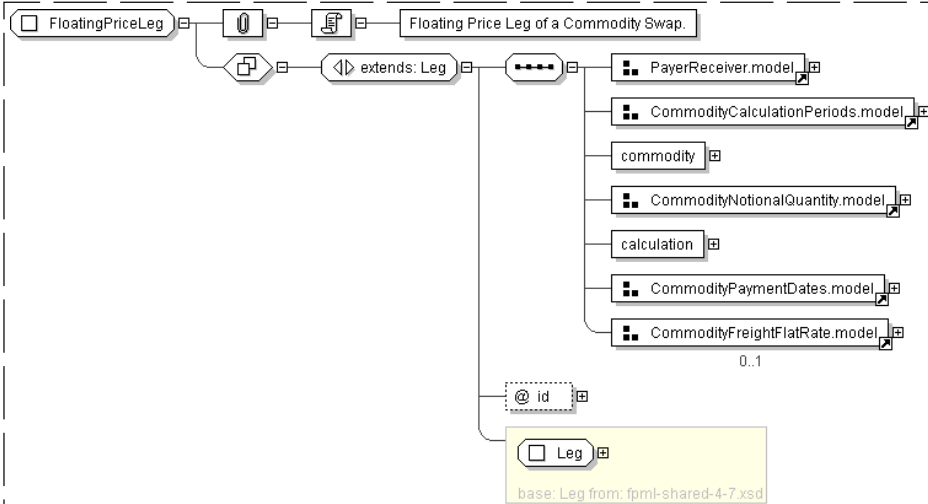 FloatingPriceLeg
Floating Price Leg of a Commodity Swap.
extends: Leg
PayerReceiver.model
CommodityCalculationPeriods.model
commodity
CommodityNotionalQuantity.model
calculation
CommodityPaymentDates.model
CommodityFreightFlatRate.model
0..1
@ id
Leg
base: Leg from: fpml-shared-4-7.xsd